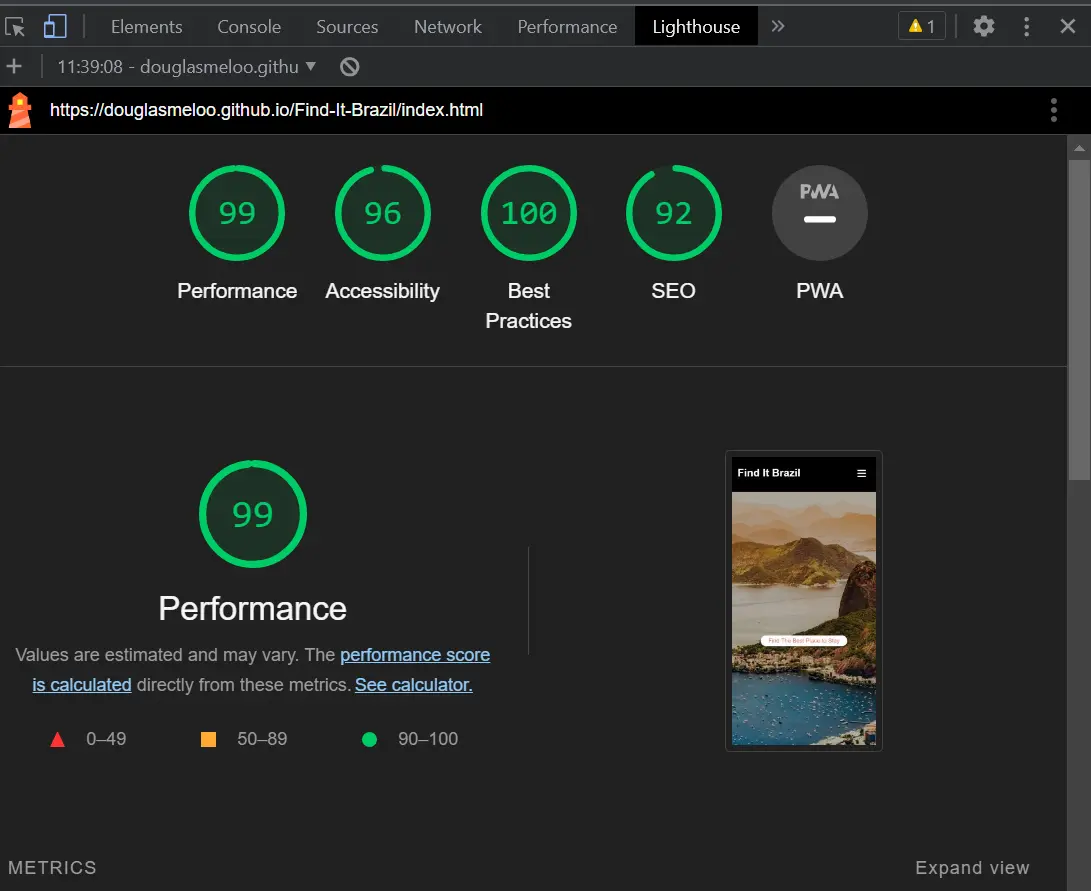 Elements Console Sources Network Performance Lighthouse » 1
+ 11:39:08 - douglasmeloo.githu
https://douglasmeloo.github.io/Find-It-Brazil/index.html
99 96 100 92 PWA
Performance Accessibility Best Practices SEO PWA
99
Performance
Values are estimated and may vary. The performance score
is calculated directly from these metrics. See calculator.
0–49 50–89 90–100
Find It Brazil
Find The Best Place to Stay
METRICS Expand view